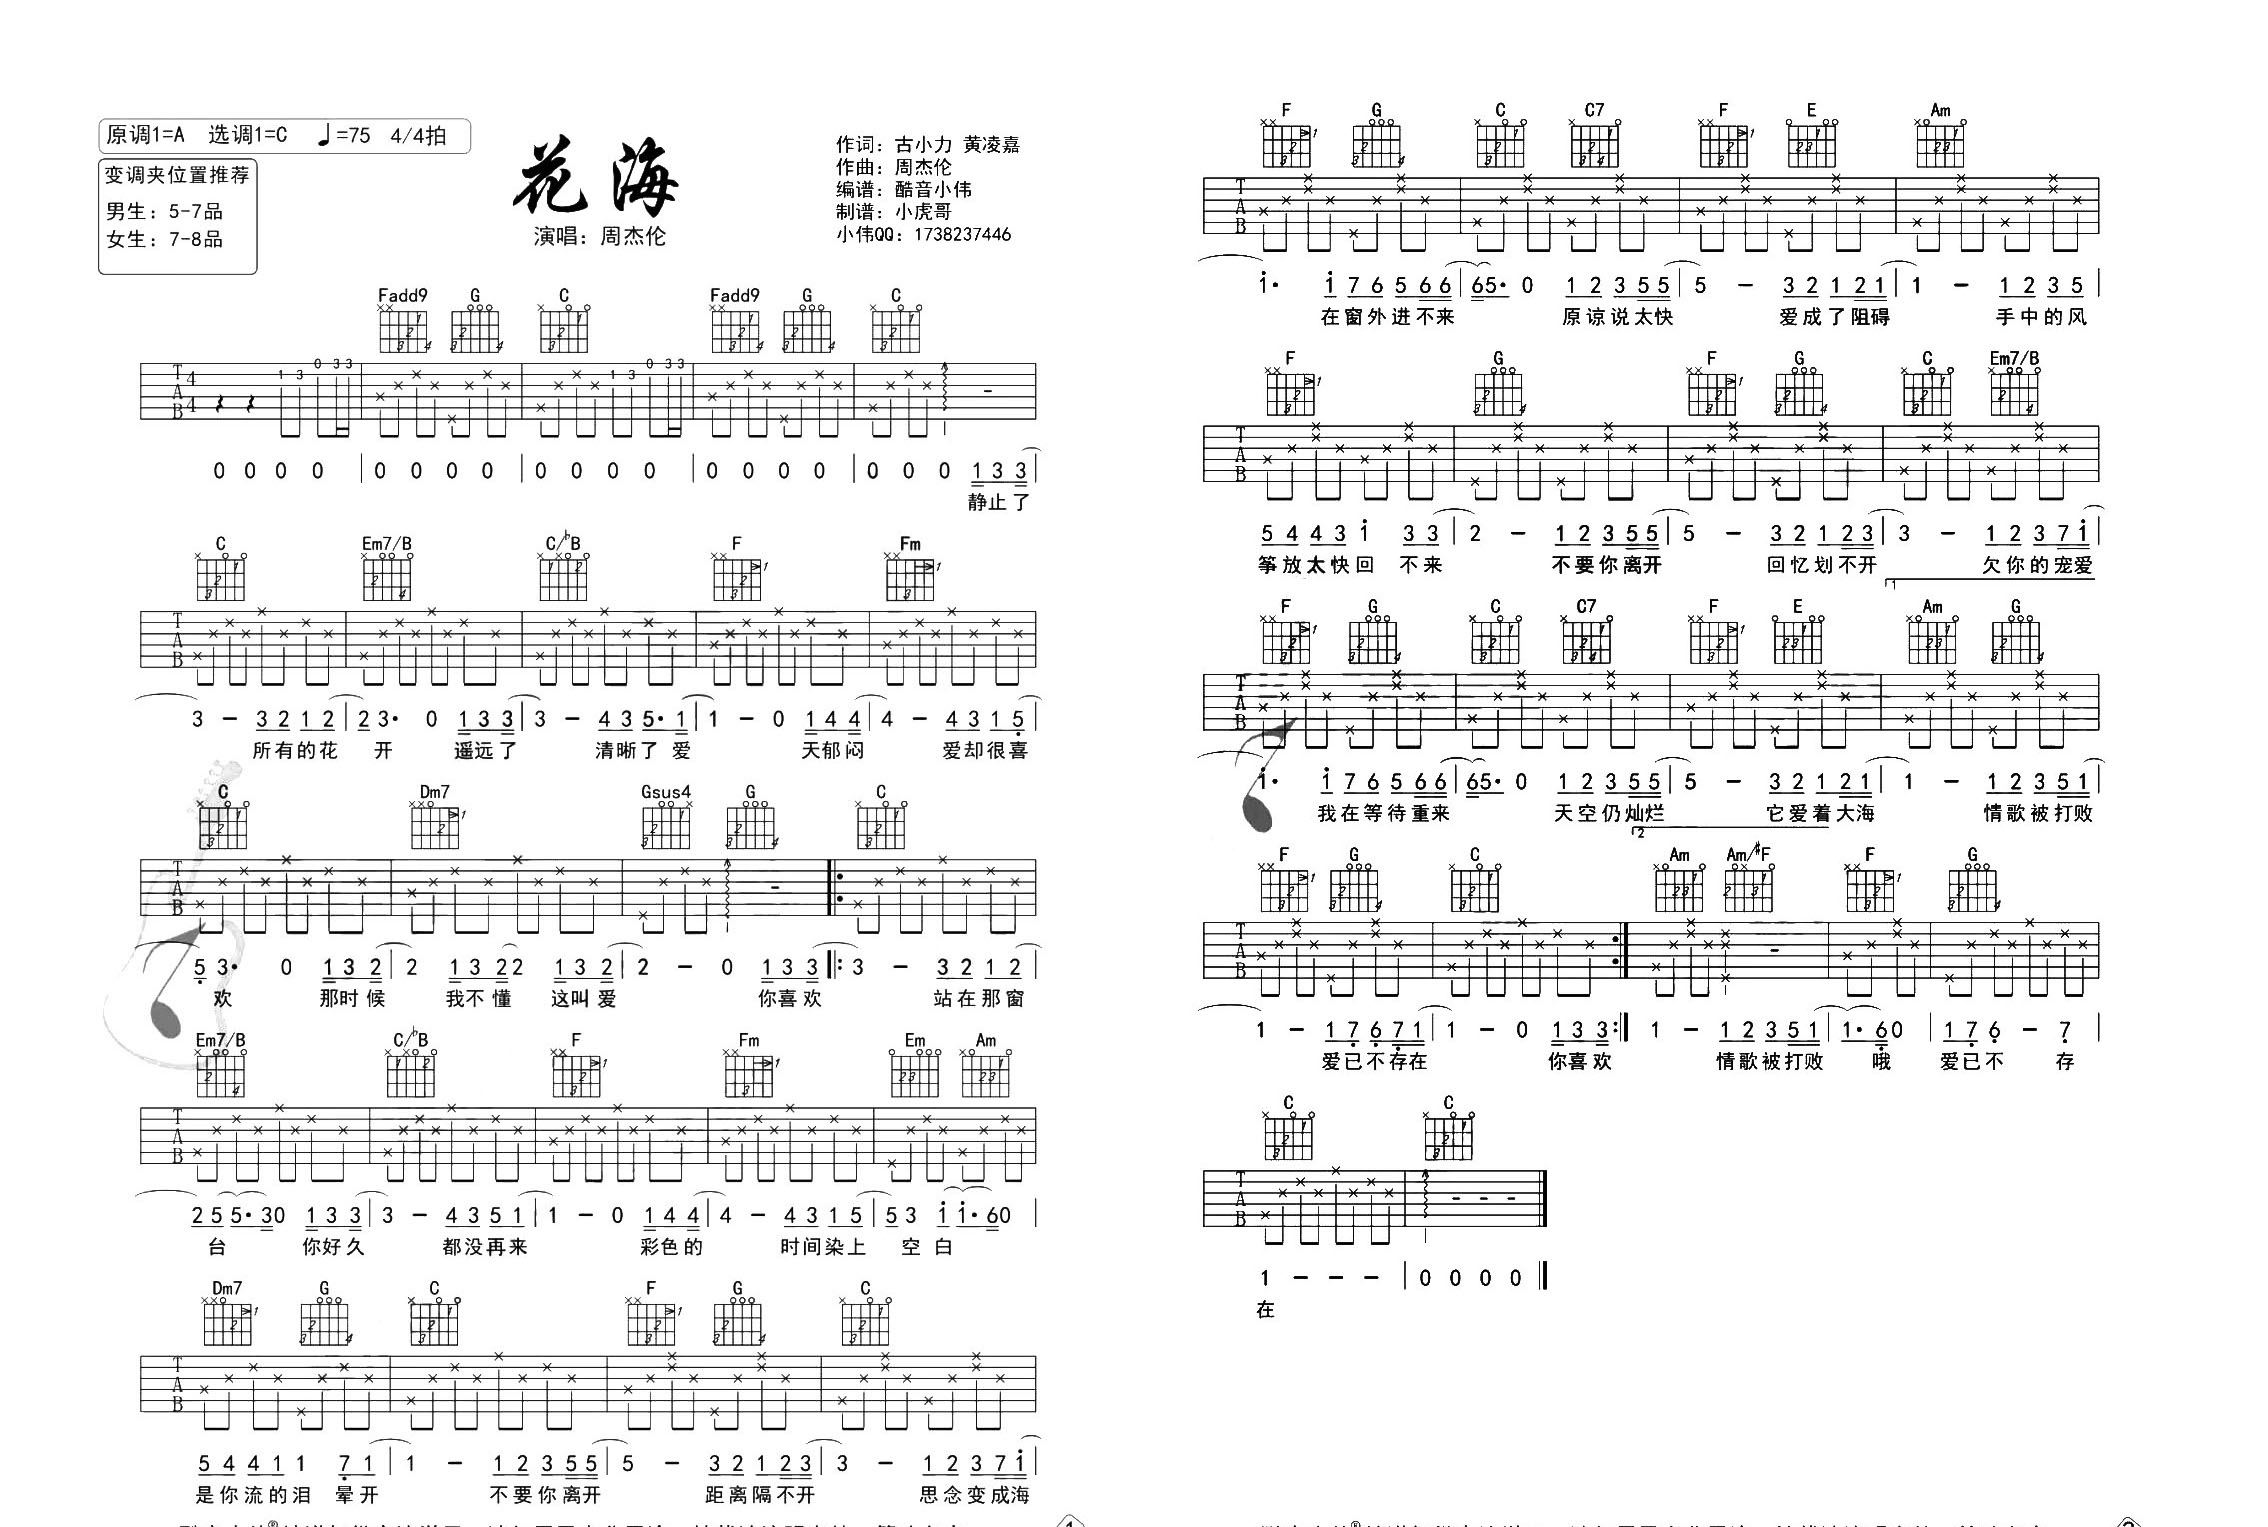 原调1=A 选调1=C ♩=75 4/4拍
变调夹位置推荐
男生：5-7品
女生：7-8品
花海
演唱：周杰伦
作词：古小力 黄凌嘉
作曲：周杰伦
编谱：酷音小伟
制谱：小虎哥
小伟QQ：1738237446
Fadd9 G C Fadd9 G C
T A B 4/4 1 3 0 3 3 1 3 0 3 3
0 0 0 0 | 0 0 0 0 | 0 0 0 0 | 0 0 0 0 | 0 0 0 1 3 3
静止了
C Em7/B C/♭B F Fm
T A B
3 - 3 2 1 2 | 2 3· 0 1 3 3 | 3 - 4 3 5· 1 | 1 - 0 1 4 4 | 4 - 4 3 1 5 |
所有的花 开 遥远了 清晰了 爱 天郁闷 爱却很喜
C Dm7 Gsus4 G C
T A B
5 3· 0 1 3 2 | 2 1 3 2 2 1 3 2 | 2 - 0 1 3 3 |: 3 - 3 2 1 2 |
欢 那时候 我不懂 这叫爱 你喜欢 站在那窗
Em7/B C/♭B F Fm Em Am
T A B
2 5 5· 3 0 1 3 3 | 3 - 4 3 5 1 | 1 - 0 1 4 4 | 4 - 4 3 1 5 | 5 3 i i· 6 0 |
台 你好久 都没再来 彩色的 时间染上 空白
Dm7 G C F G C
T A B
5 4 4 1 1 7 1 | 1 - 1 2 3 5 5 | 5 - 3 2 1 2 3 | 3 - 1 2 3 7 i |
是你流的泪 晕开 不要你离开 距离隔不开 思念变成海
1
F G C C7 F E Am
T A B
i· i 7 6 5 6 6 | 6 5· 0 1 2 3 5 5 | 5 - 3 2 1 2 1 | 1 - 1 2 3 5 |
在窗外进不来 原谅说太快 爱成了阻碍 手中的风
F G F G C Em7/B
T A B
5 4 4 3 i 3 3 | 2 - 1 2 3 5 5 | 5 - 3 2 1 2 3 | 3 - 1 2 3 7 i |
筝放太快回 不来 不要你离开 回忆划不开 欠你的宠爱
1
F G C C7 F E Am G
T A B
i· i 7 6 5 6 6 | 6 5· 0 1 2 3 5 5 | 5 - 3 2 1 2 1 | 1 - 1 2 3 5 1 |
我在等待重来 天空仍灿烂 它爱着大海 情歌被打败
2
F G C Am Am/#F F G
T A B
1 - 1 7 6 7 1 | 1 - 0 1 3 3 :| 1 - 1 2 3 5 1 | 1· 6 0 | 1 7 6 - 7 |
爱已不存在 你喜欢 情歌被打败 哦 爱已不 存
C C
T A B
1 - - - | 0 0 0 0 |
在